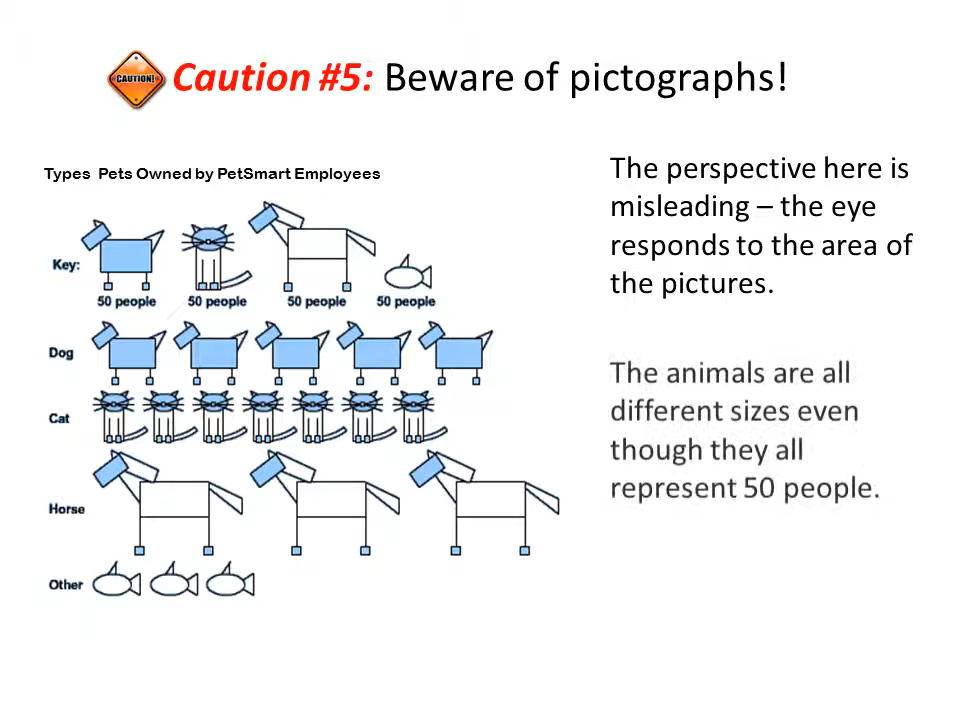 CAUTION!
Caution #5: Beware of pictographs!
Types Pets Owned by PetSmart Employees
Key:
50 people 50 people 50 people 50 people
Dog
Cat
Horse
Other
The perspective here is
misleading – the eye
responds to the area of
the pictures.
The animals are all
different sizes even
though they all
represent 50 people.